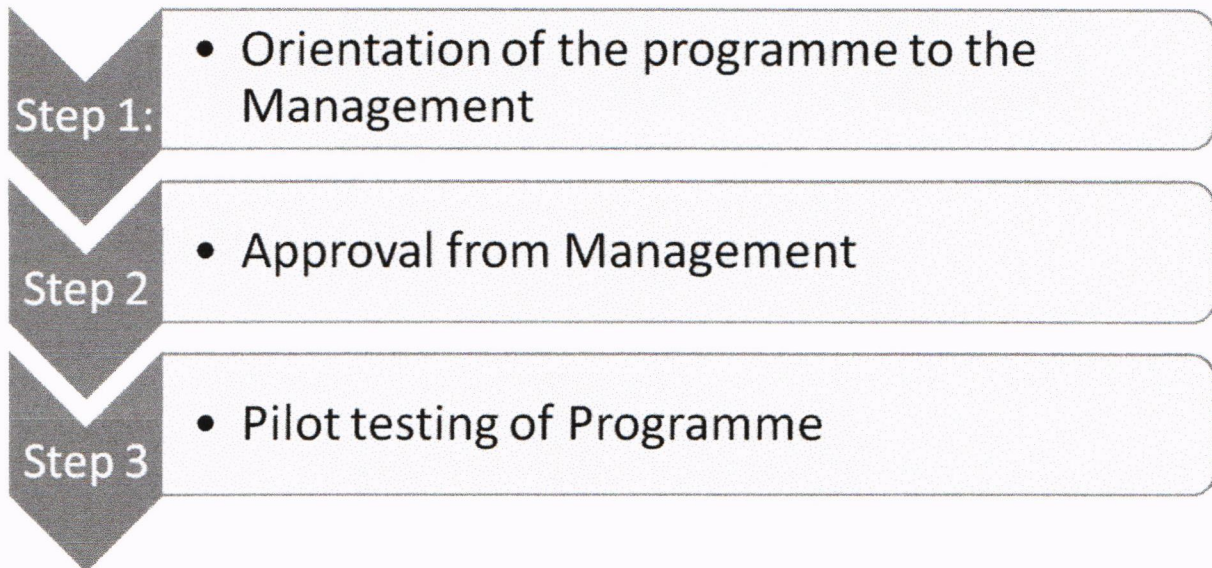 Step 1:
• Orientation of the programme to the
Management
Step 2
• Approval from Management
Step 3
• Pilot testing of Programme